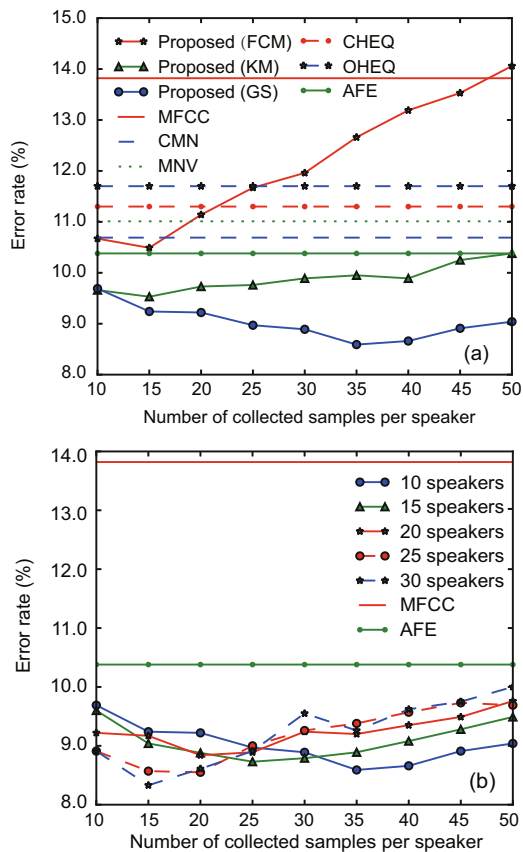 14.0
13.0
12.0
11.0
10.0
9.0
8.0
Error rate (%)
Proposed (FCM)
Proposed (KM)
Proposed (GS)
MFCC
CMN
MNV
CHEQ
OHEQ
AFE
(a)
10 15 20 25 30 35 40 45 50
Number of collected samples per speaker
14.0
13.0
12.0
11.0
10.0
9.0
8.0
Error rate (%)
10 speakers
15 speakers
20 speakers
25 speakers
30 speakers
MFCC
AFE
(b)
10 15 20 25 30 35 40 45 50
Number of collected samples per speaker